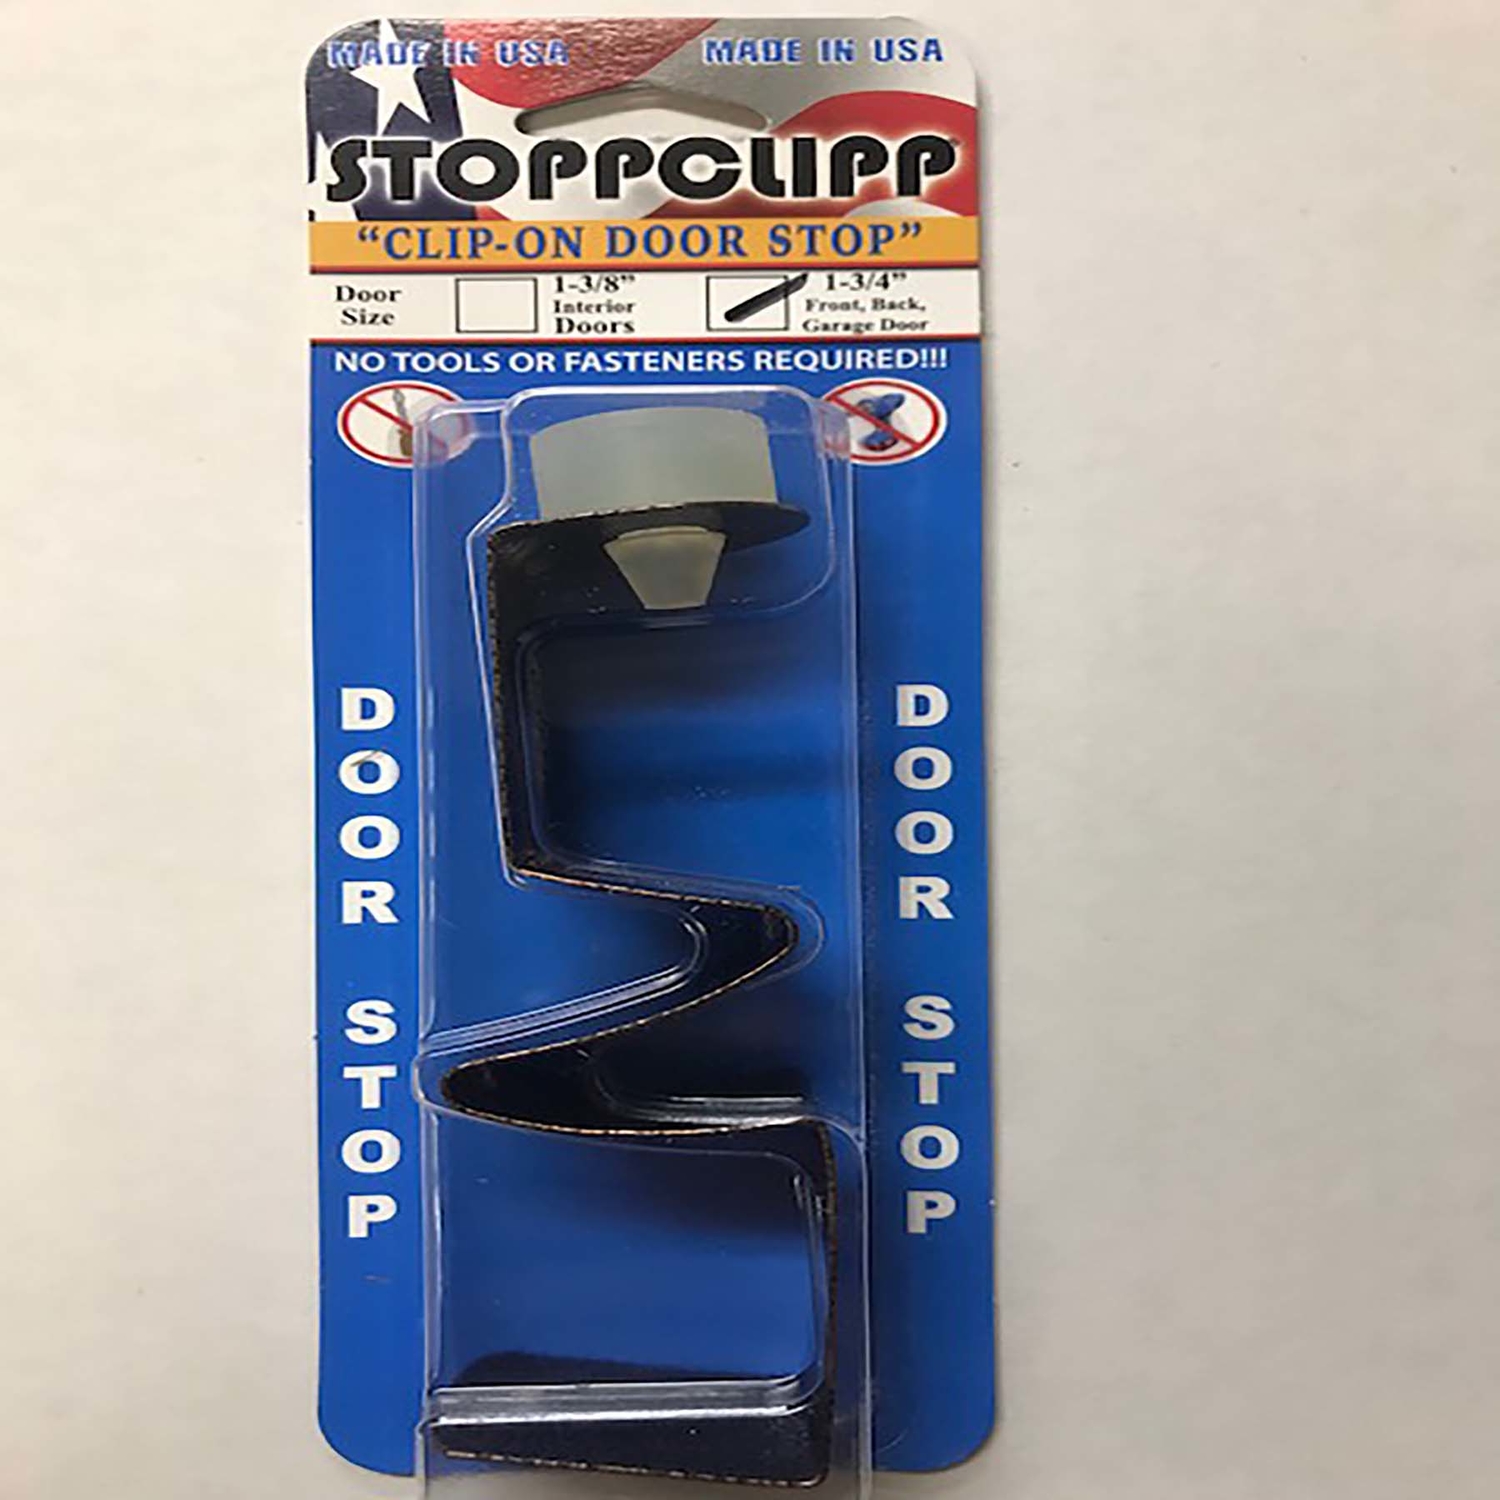 MADE IN USA MADE IN USA
STOPPCLIPP
“CLIP-ON DOOR STOP”
Door Size
1-3/8”
Interior
Doors
1-3/4”
Front, Back,
Garage Door
NO TOOLS OR FASTENERS REQUIRED!!!
DOOR STOP
DOOR STOP